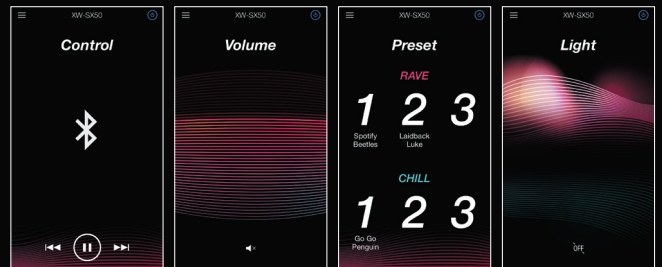 XW-SX50
Control
XW-SX50
Volume
XW-SX50
Preset
RAVE
1 2 3
Spotify
Beetles
Laidback
Luke
CHILL
1 2 3
Go Go
Penguin
XW-SX50
Light
OFF